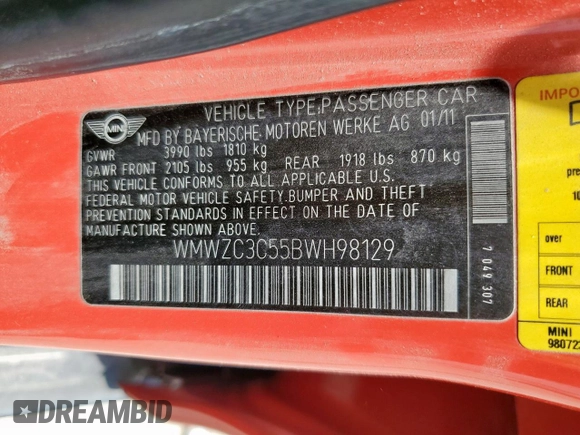 MINI
VEHICLE TYPE:PASSENGER CAR
MFD BY BAYERISCHE MOTOREN WERKE AG 01/11
GVWR 3990 lbs 1810 kg
GAWR FRONT 2105 lbs 955 kg REAR 1918 lbs 870 kg
THIS VEHICLE CONFORMS TO ALL APPLICABLE U.S.
FEDERAL MOTOR VEHICLE SAFETY,BUMPER AND THEFT
PREVENTION STANDARDS IN EFFECT ON THE DATE OF
MANUFACTURE SHOWN ABOVE
WMWZC3C55BWH98129
7 049 307
over
FRONT
REAR
MINI
DREAMBID